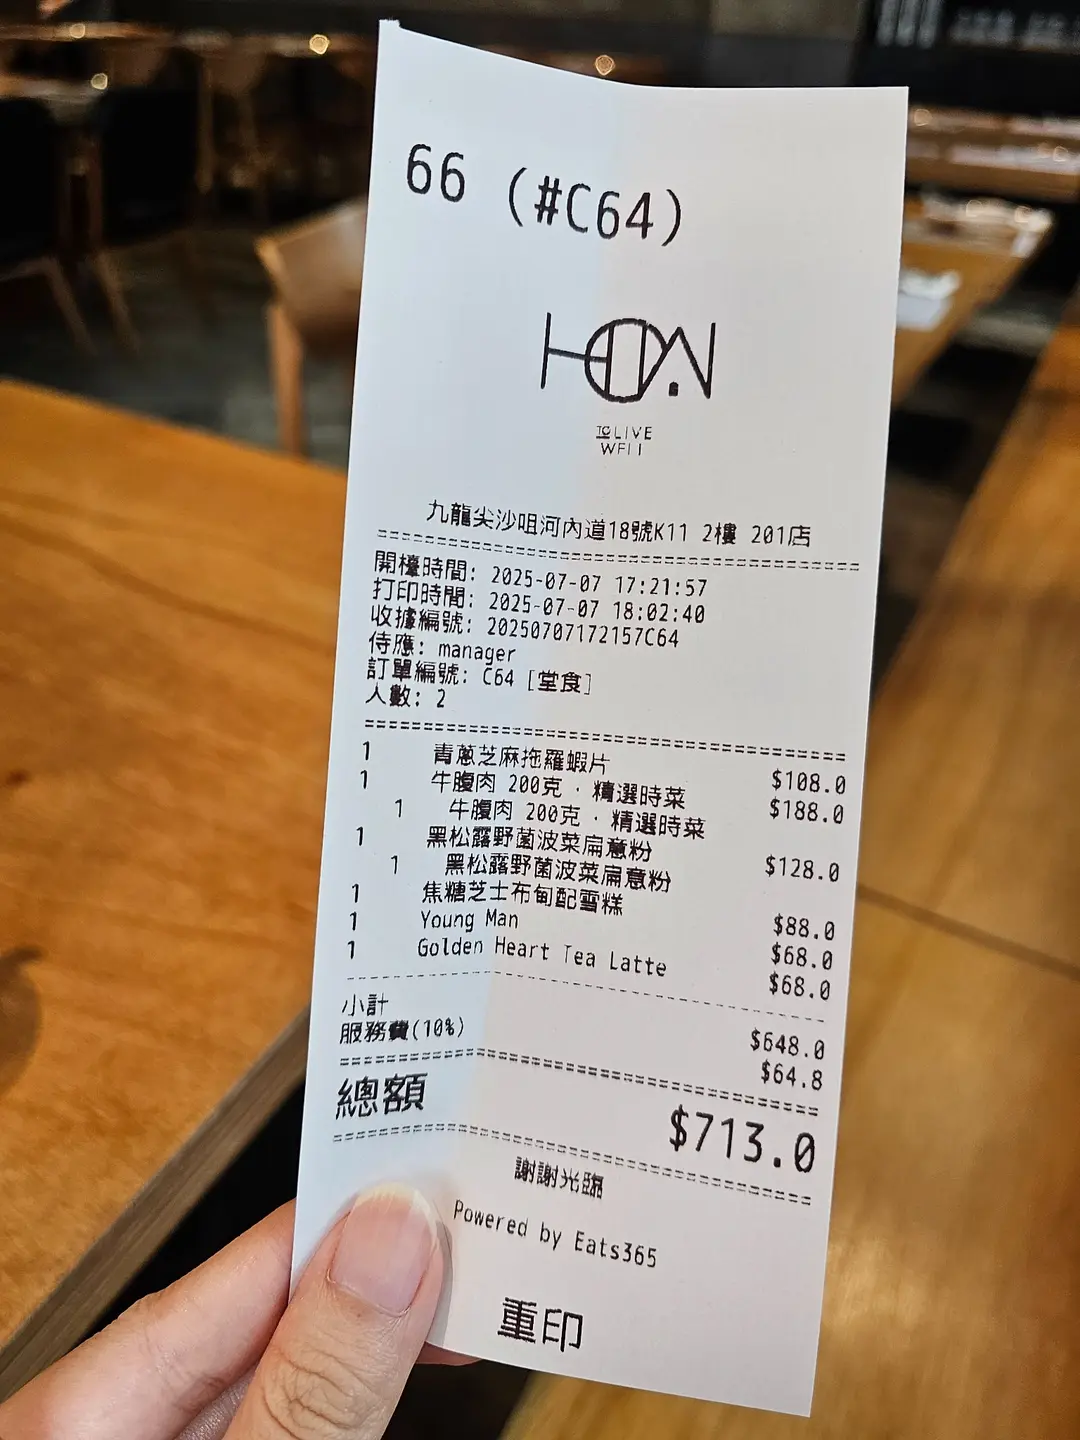 66 (#C64)
TO LIVE
WELL
九龍尖沙咀河內道18號K11 2樓 201店
開檯時間: 2025-07-07 17:21:57
打印時間: 2025-07-07 18:02:40
收據編號: 20250707172157C64
侍應: manager
訂單編號: C64 [堂食]
人數: 2
1 青蔥芝麻拖羅蝦片 $108.0
1 牛腹肉 200克 · 精選時菜 $188.0
1 牛腹肉 200克 · 精選時菜
1 黑松露野菌波菜扁意粉 $128.0
1 黑松露野菌波菜扁意粉
1 焦糖芝士布甸配雪糕 $88.0
1 Young Man $68.0
1 Golden Heart Tea Latte $68.0
小計 $648.0
服務費(10%) $64.8
總額 $713.0
謝謝光臨
Powered by Eats365
重印